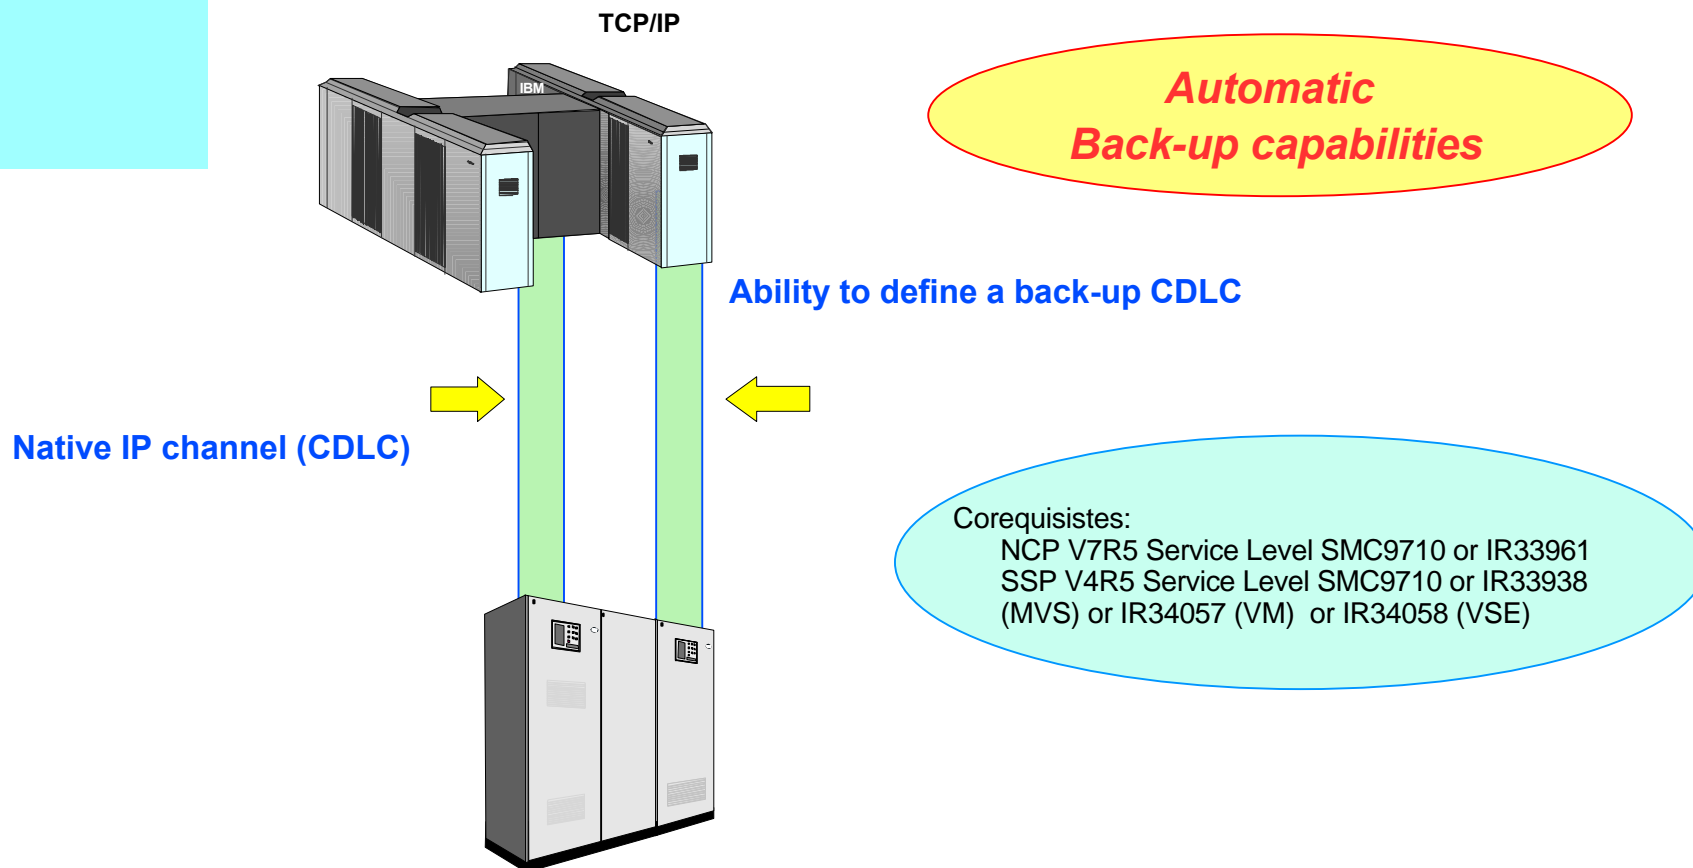 TCP/IP
IBM
Automatic
Back-up capabilities
Ability to define a back-up CDLC
Native IP channel (CDLC)
Corequisistes:
NCP V7R5 Service Level SMC9710 or IR33961
SSP V4R5 Service Level SMC9710 or IR33938
(MVS) or IR34057 (VM) or IR34058 (VSE)